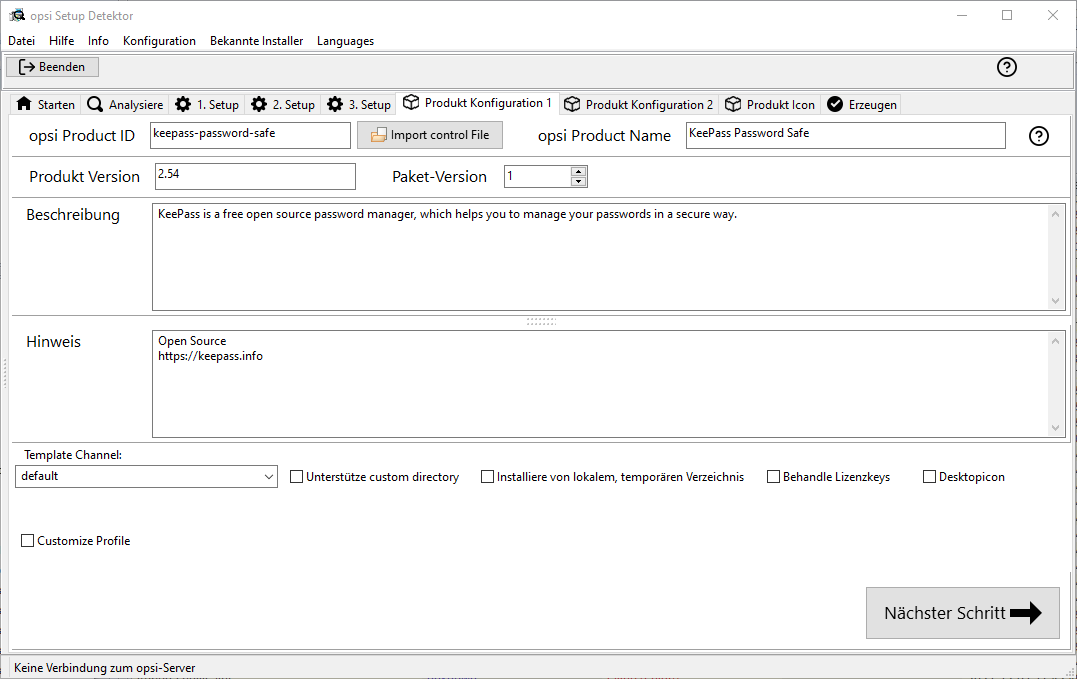 opsi Setup Detektor
Datei Hilfe Info Konfiguration Bekannte Installer Languages
Beenden
Starten Analysiere 1. Setup 2. Setup 3. Setup Produkt Konfiguration 1 Produkt Konfiguration 2 Produkt Icon Erzeugen
opsi Product ID keepass-password-safe Import control File opsi Product Name KeePass Password Safe
Produkt Version 2.54 Paket-Version 1
Beschreibung KeePass is a free open source password manager, which helps you to manage your passwords in a secure way.
Hinweis Open Source
https://keepass.info
Template Channel:
default Unterstütze custom directory Installiere von lokalem, temporären Verzeichnis Behandle Lizenzkeys Desktopicon
Customize Profile
Nächster Schritt
Keine Verbindung zum opsi-Server